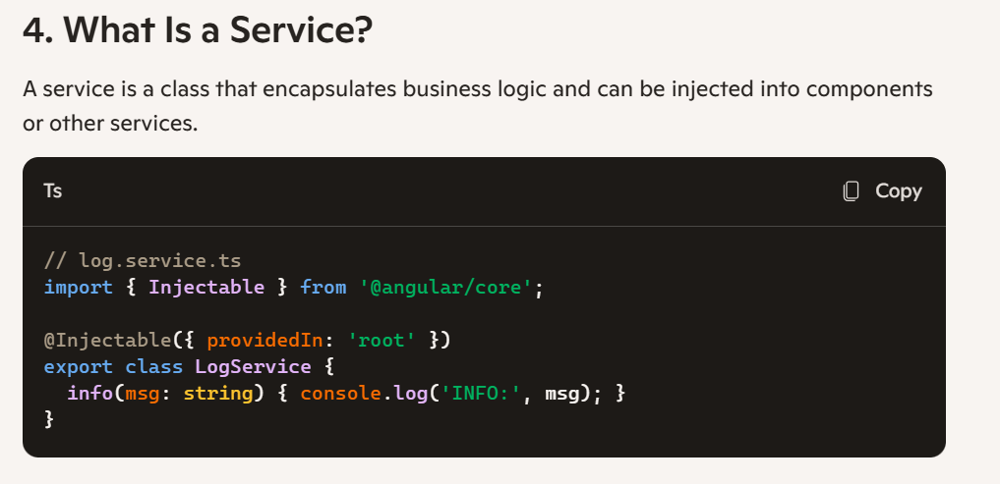 4. What Is a Service?
A service is a class that encapsulates business logic and can be injected into components
or other services.
Ts
Copy
// log.service.ts
import { Injectable } from '@angular/core';
@Injectable({ providedIn: 'root' })
export class LogService {
  info(msg: string) { console.log('INFO:', msg); }
}